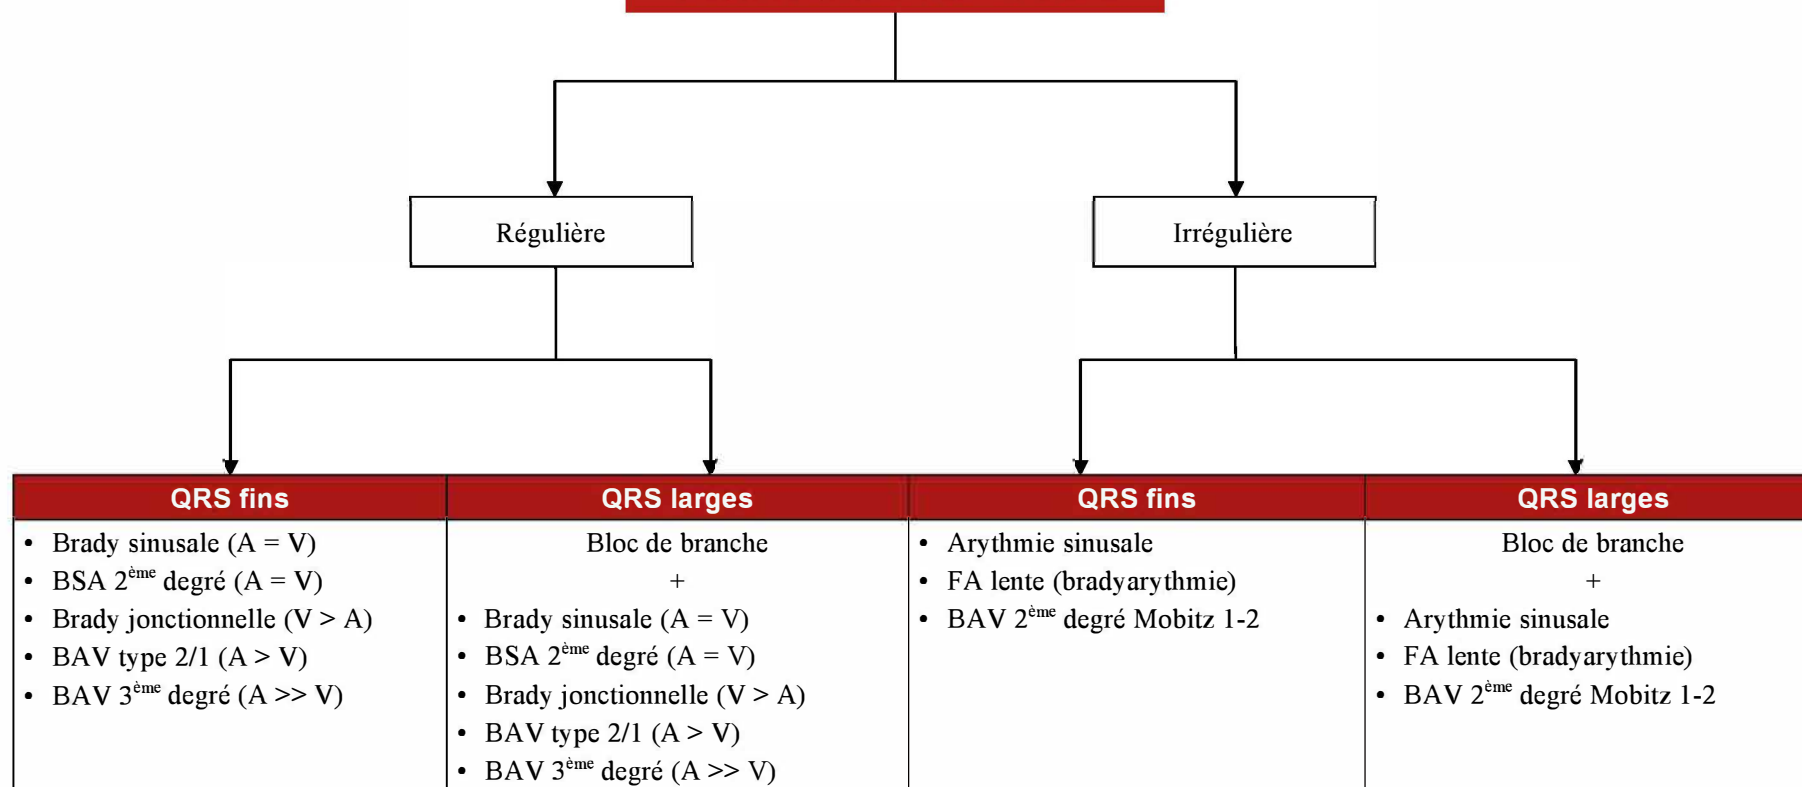 Régulière
Irrégulière
QRS fins
• Brady sinusale (A = V)
• BSA 2ème degré (A = V)
• Brady jonctionnelle (V > A)
• BAV type 2/1 (A > V)
• BAV 3ème degré (A >> V)
QRS larges
Bloc de branche
+
• Brady sinusale (A = V)
• BSA 2ème degré (A = V)
• Brady jonctionnelle (V > A)
• BAV type 2/1 (A > V)
• BAV 3ème degré (A >> V)
QRS fins
• Arythmie sinusale
• FA lente (bradyarythmie)
• BAV 2ème degré Mobitz 1-2
QRS larges
Bloc de branche
+
• Arythmie sinusale
• FA lente (bradyarythmie)
• BAV 2ème degré Mobitz 1-2